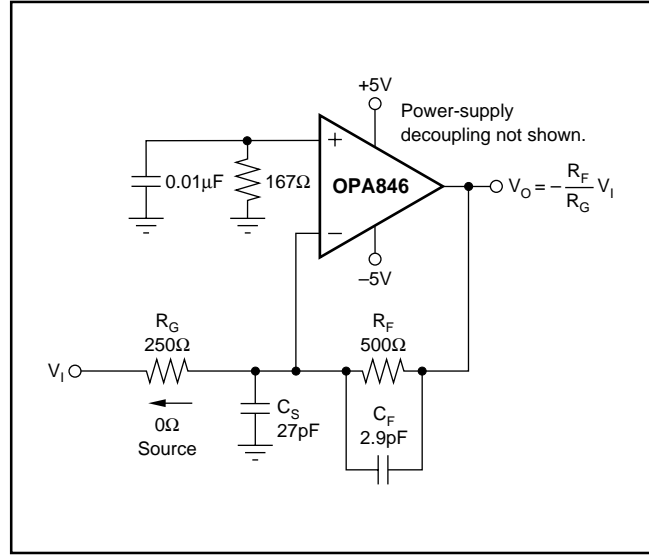 +5V
Power-supply
decoupling not shown.
+
0.01µF
167Ω
OPA846
V_O = − R_F / R_G V_I
−
−5V
R_G
250Ω
R_F
500Ω
V_I
C_S
27pF
C_F
2.9pF
0Ω
Source